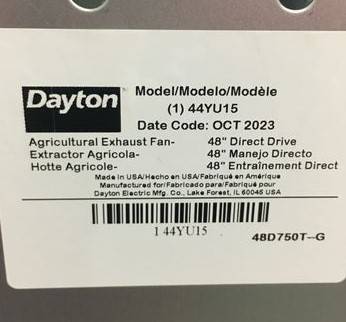 Dayton
Model/Modelo/Modèle
(1) 44YU15
Date Code: OCT 2023
Agricultural Exhaust Fan- 48" Direct Drive
Extractor Agricola- 48" Manejo Directo
Hotte Agricole- 48" Entraînement Direct
Made in USA/Hecho en USA/Fabriqué en Amérique
Manufactured for/Fabricado para/Fabriqué pour
Dayton Electric Mfg. Co., Lake Forest, IL 60045 USA
1 44YU15
48D750T-G